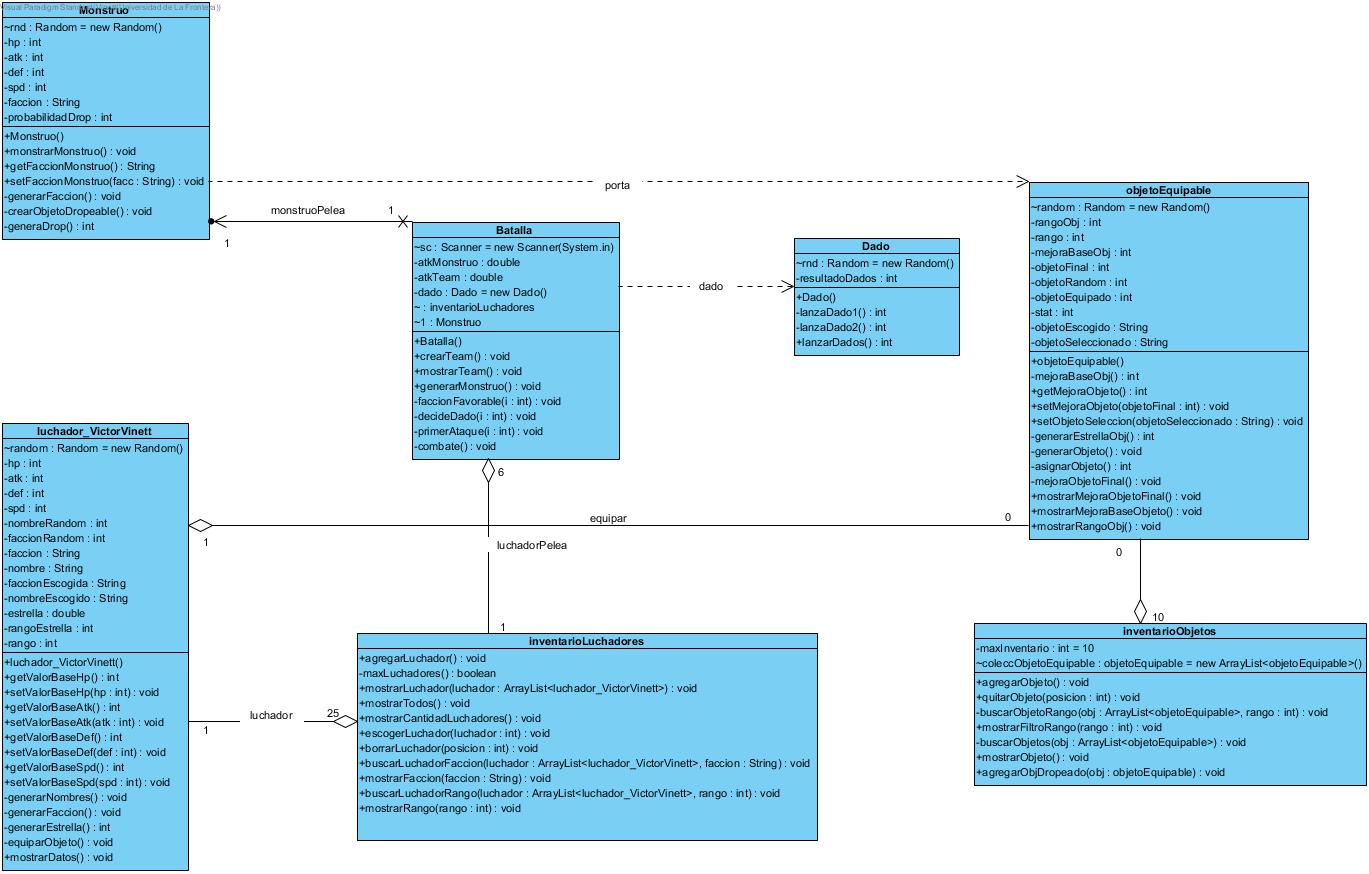 Visual Paradigm Standard (Universidad de La Frontera))
Monstruo
~rnd : Random = new Random()
-hp : int
-atk : int
-def : int
-spd : int
-faccion : String
-probabilidadDrop : int
+Monstruo()
+monstrarMonstruo() : void
+getFaccionMonstruo() : String
+setFaccionMonstruo(facc : String) : void
-generarFaccion() : void
-crearObjetoDropeable() : void
-generaDrop() : int
porta
monstruoPelea
1
1
Batalla
~sc : Scanner = new Scanner(System.in)
-atkMonstruo : double
-atkTeam : double
-dado : Dado = new Dado()
~ : inventarioLuchadores
~1 : Monstruo
+Batalla()
+crearTeam() : void
+mostrarTeam() : void
+generarMonstruo() : void
-faccionFavorable(i : int) : void
-decideDado(i : int) : void
-primerAtaque(i : int) : void
-combate() : void
dado
Dado
~rnd : Random = new Random()
-resultadoDados : int
+Dado()
-lanzaDado1() : int
-lanzaDado2() : int
+lanzarDados() : int
objetoEquipable
~random : Random = new Random()
-rangoObj : int
-rango : int
-mejoraBaseObj : int
-objetoFinal : int
-objetoRandom : int
-objetoEquipado : int
-stat : int
-objetoEscogido : String
-objetoSeleccionado : String
+objetoEquipable()
-mejoraBaseObj() : int
+getMejoraObjeto() : int
+setMejoraObjeto(objetoFinal : int) : void
+setObjetoSeleccion(objetoSeleccionado : String) : void
-generarEstrellaObj() : int
-generarObjeto() : void
-asignarObjeto() : int
-mejoraObjetoFinal() : void
+mostrarMejoraObjetoFinal() : void
+mostrarMejoraBaseObjeto() : void
+mostrarRangoObj() : void
luchador_VictorVinett
~random : Random = new Random()
-hp : int
-atk : int
-def : int
-spd : int
-nombreRandom : int
-faccionRandom : int
-faccion : String
-nombre : String
-faccionEscogida : String
-nombreEscogido : String
-estrella : double
-rangoEstrella : int
-rango : int
+luchador_VictorVinett()
+getValorBaseHp() : int
+setValorBaseHp(hp : int) : void
+getValorBaseAtk() : int
+setValorBaseAtk(atk : int) : void
+getValorBaseDef() : int
+setValorBaseDef(def : int) : void
+getValorBaseSpd() : int
+setValorBaseSpd(spd : int) : void
-generarNombres() : void
-generarFaccion() : void
-generarEstrella() : int
-equiparObjeto() : void
+mostrarDatos() : void
6
equipar
1
0
luchadorPelea
1
0
10
luchador
1
25
inventarioLuchadores
+agregarLuchador() : void
-maxLuchadores() : boolean
+mostrarLuchador(luchador : ArrayList<luchador_VictorVinett>) : void
+mostrarTodos() : void
+mostrarCantidadLuchadores() : void
+escogerLuchador(luchador : int) : void
+borrarLuchador(posicion : int) : void
+buscarLuchadorFaccion(luchador : ArrayList<luchador_VictorVinett>, faccion : String) : void
+mostrarFaccion(faccion : String) : void
+buscarLuchadorRango(luchador : ArrayList<luchador_VictorVinett>, rango : int) : void
+mostrarRango(rango : int) : void
inventarioObjetos
-maxInventario : int = 10
~coleccObjetoEquipable : objetoEquipable = new ArrayList<objetoEquipable>()
+agregarObjeto() : void
+quitarObjeto(posicion : int) : void
-buscarObjetoRango(obj : ArrayList<objetoEquipable>, rango : int) : void
+mostrarFiltroRango(rango : int) : void
-buscarObjetos(obj : ArrayList<objetoEquipable>) : void
+mostrarObjeto() : void
+agregarObjDropeado(obj : objetoEquipable) : void